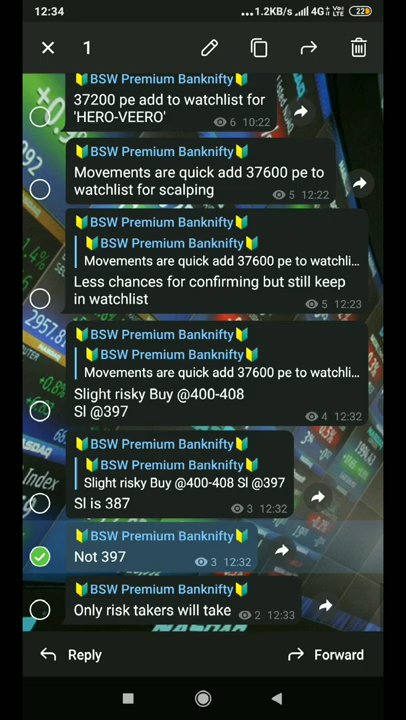 12:34
...1.2KB/s 4G+ Vo LTE 22
1
🔰BSW Premium Banknifty🔰
37200 pe add to watchlist for
'HERO-VEERO'
6 10:22
🔰BSW Premium Banknifty🔰
Movements are quick add 37600 pe to
watchlist for scalping
5 12:22
🔰BSW Premium Banknifty🔰
🔰BSW Premium Banknifty🔰
Movements are quick add 37600 pe to watchli...
Less chances for confirming but still keep
in watchlist
5 12:23
🔰BSW Premium Banknifty🔰
🔰BSW Premium Banknifty🔰
Movements are quick add 37600 pe to watchli...
Slight risky Buy @400-408
Sl @397
4 12:32
🔰BSW Premium Banknifty🔰
🔰BSW Premium Banknifty🔰
Slight risky Buy @400-408 Sl @397
Sl is 387
3 12:32
🔰BSW Premium Banknifty🔰
Not 397
3 12:32
🔰BSW Premium Banknifty🔰
Only risk takers will take
2 12:33
Reply
Forward